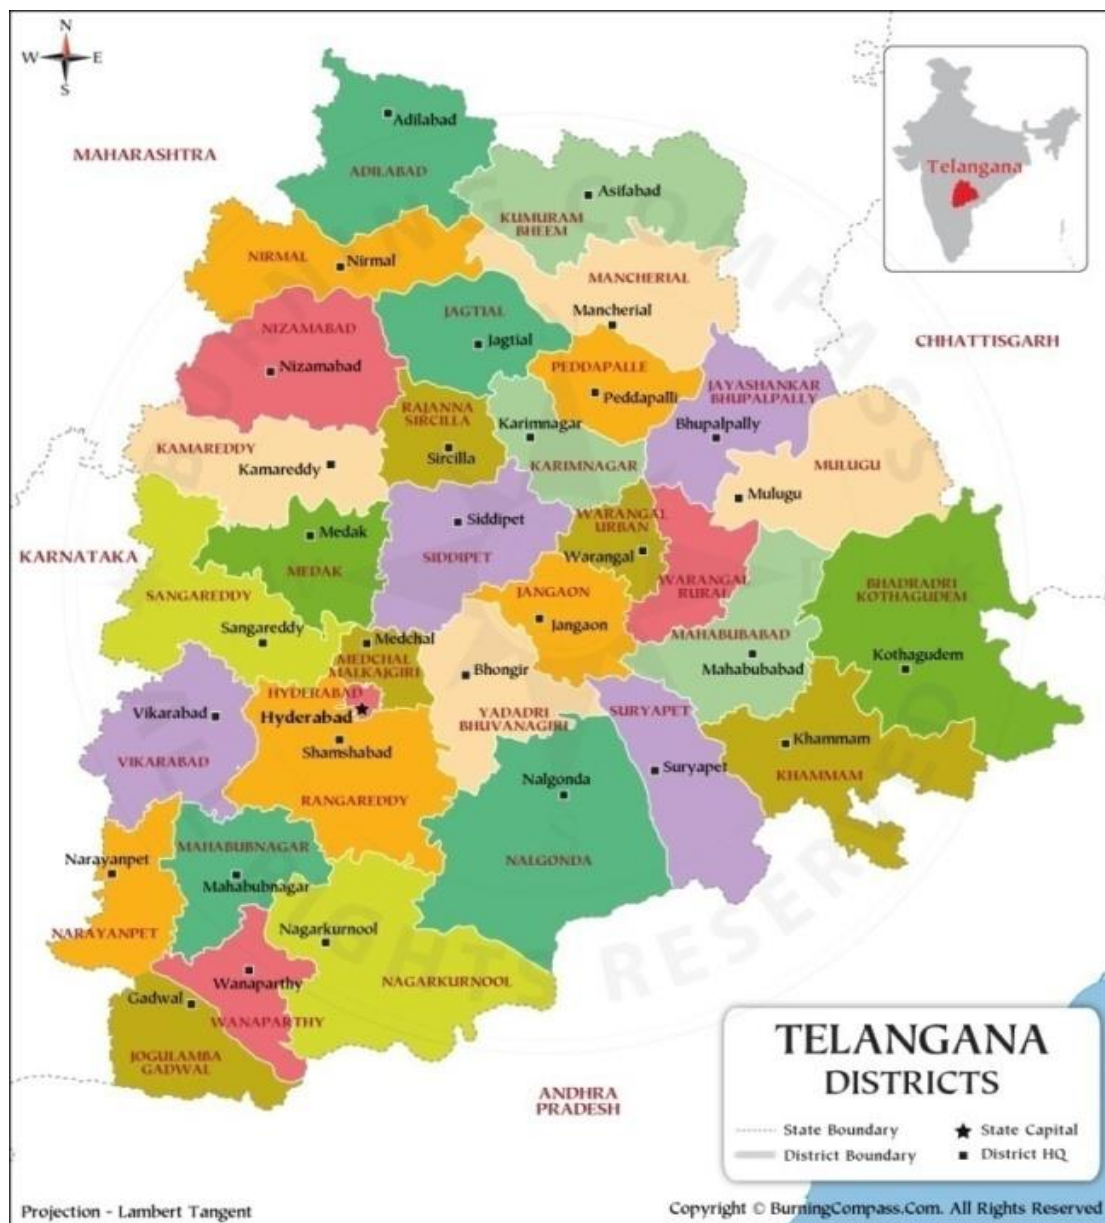 N
W E
S
MAHARASHTRA
Adilabad
ADILABAD
Asifabad
KUMURAM
BHEEM
Telangana
NIRMAL
Nirmal
MANCHERIAL
Mancherial
CHHATTISGARH
JAGTIAL
Jagtial
NIZAMABAD
Nizamabad
PEDDAPALLE
Peddapalli
JAYASHANKAR
BHUPALPALLY
Bhupalpally
RAJANNA
SIRCILLA
Sircilla
Karimnagar
KARIMNAGAR
KAMAREDDY
Kamareddy
MULUGU
Mulugu
KARNATAKA
Medak
MEDAK
Siddipet
SIDDIPET
WARANGAL
URBAN
Warangal
WARANGAL
RURAL
BHADRADRI
KOTHAGUDEM
Kothagudem
SANGAREDDY
Sangareddy
JANGAON
Jangaon
MAHABUBABAD
Mahabubabad
Medchal
MEDCHAL
MALKAJGIRI
Bhongir
YADADRI
BHUVANAGIRI
HYDERABAD
Hyderabad
Shamshabad
RANGAREDDY
Vikarabad
VIKARABAD
SURYAPET
Suryapet
Khammam
KHAMMAM
Nalgonda
NALGONDA
MAHABUBNAGAR
Mahabubnagar
Narayanpet
NARAYANPET
Nagarkurnool
NAGARKURNOOL
Wanaparthy
WANAPARTHY
Gadwal
JOGULAMBA
GADWAL
ANDHRA
PRADESH
BURNING COMPASS
ALL RIGHTS RESERVED
TELANGANA
DISTRICTS
State Boundary
District Boundary
State Capital
District HQ
Projection - Lambert Tangent
Copyright © BurningCompass.Com. All Rights Reserved